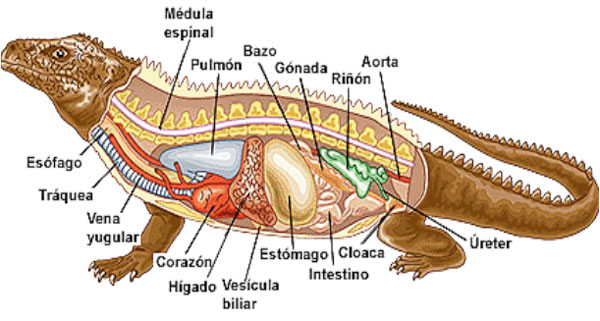 Médula
espinal
Pulmón
Bazo
Gónada
Riñón
Aorta
Esófago
Tráquea
Vena
yugular
Corazón
Hígado
Vesícula
biliar
Estómago
Intestino
Cloaca
Úreter